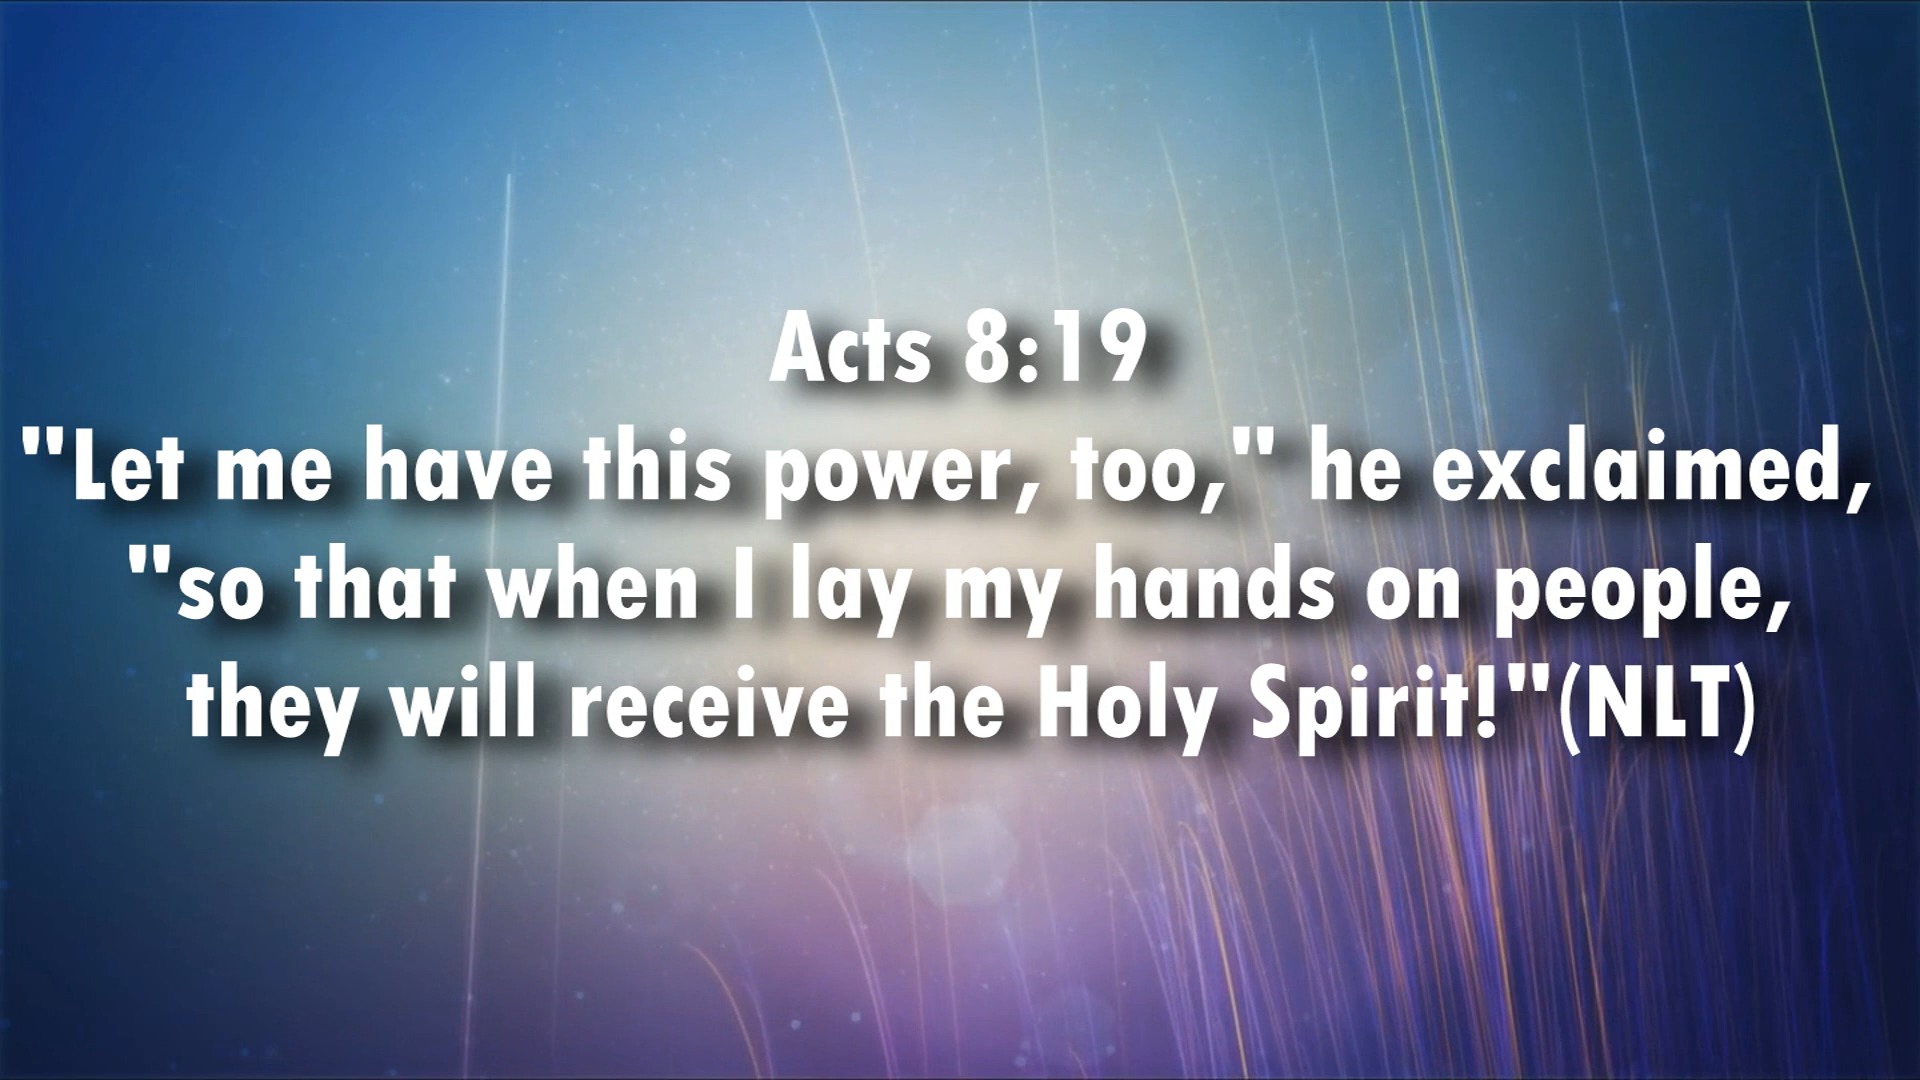 Acts 8:19
"Let me have this power, too," he exclaimed,
"so that when I lay my hands on people,
they will receive the Holy Spirit!"(NLT)